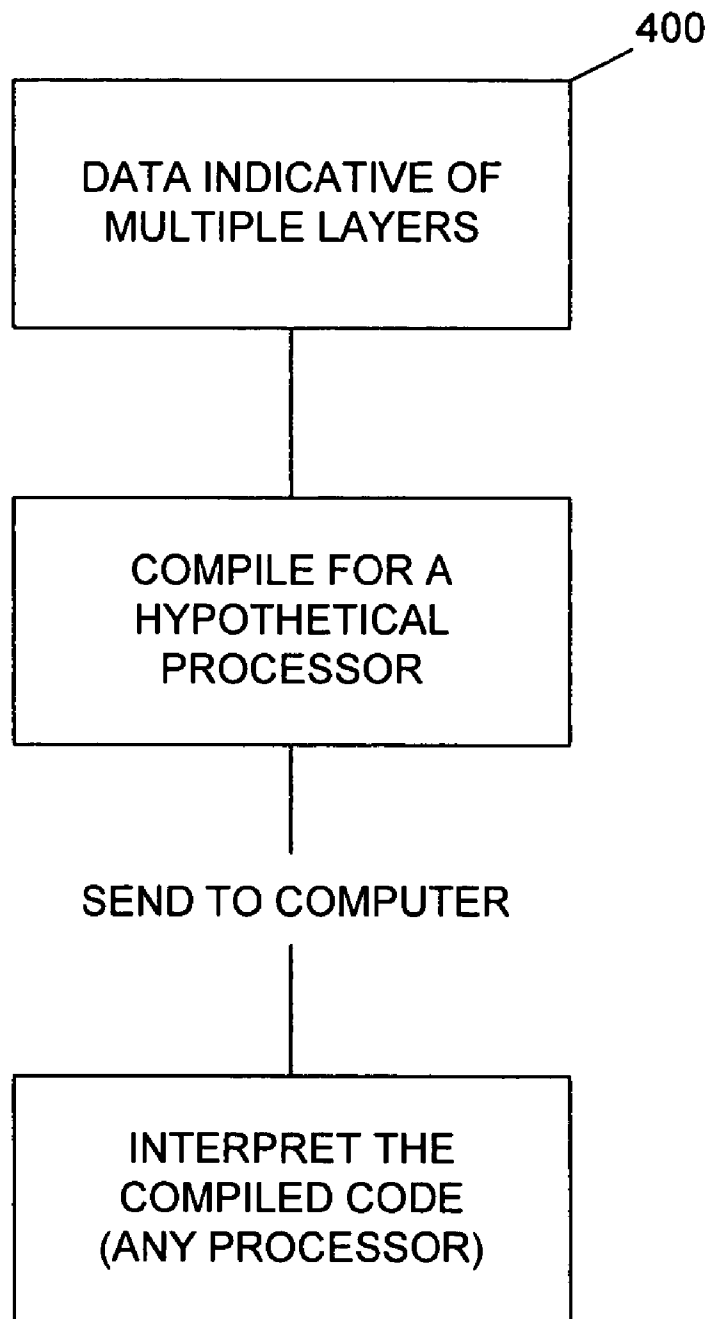 400
DATA INDICATIVE OF
MULTIPLE LAYERS
COMPILE FOR A
HYPOTHETICAL
PROCESSOR
SEND TO COMPUTER
INTERPRET THE
COMPILED CODE
(ANY PROCESSOR)